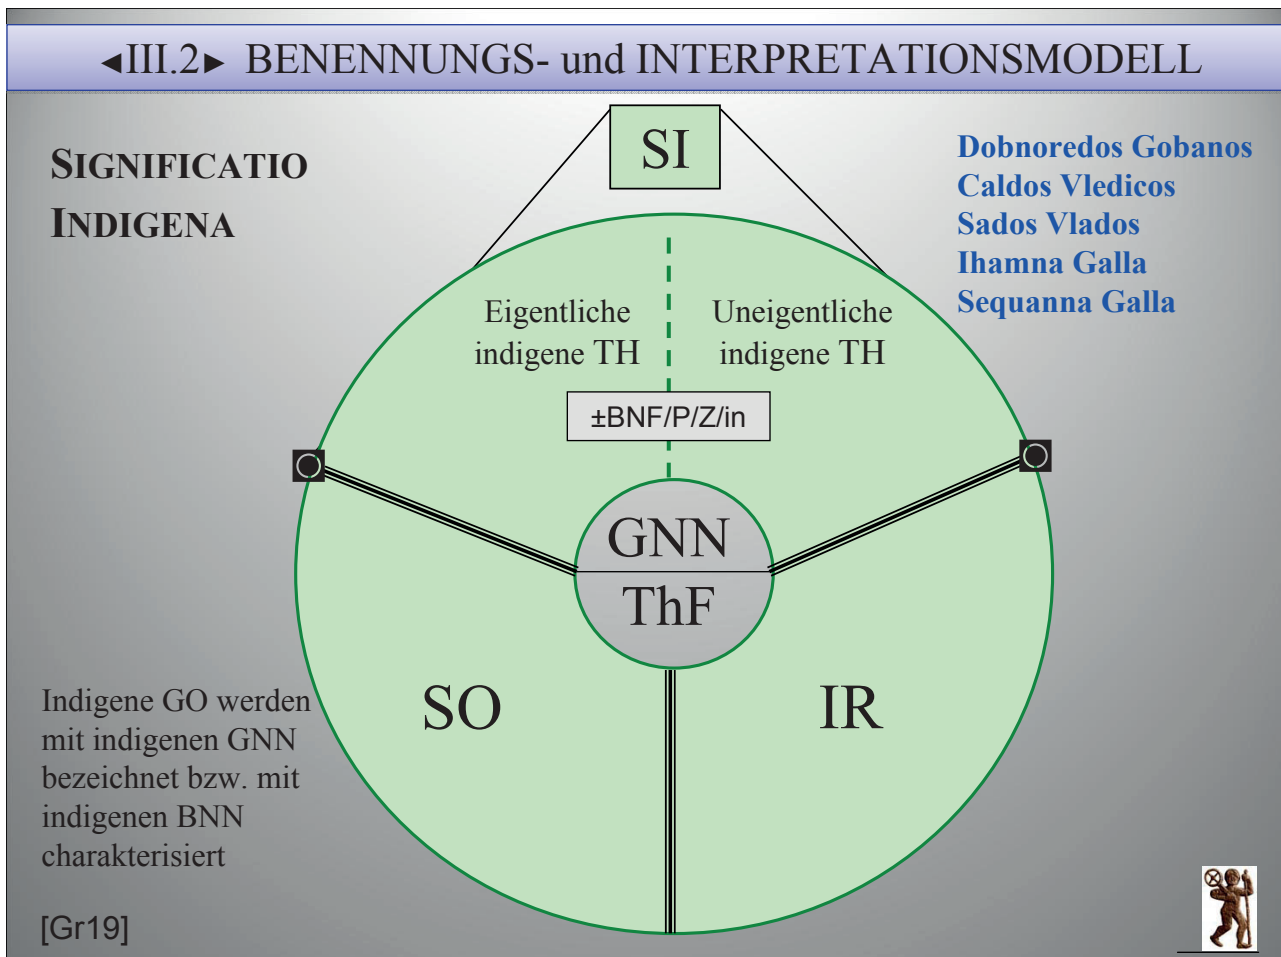 ◄III.2► BENENNUNGS- und INTERPRETATIONSMODELL
SIGNIFICATIO
INDIGENA
SI
Dobnoredos Gobanos
Caldos Vledicos
Sados Vlados
Ihamna Galla
Sequanna Galla
Eigentliche
indigene TH
Uneigentliche
indigene TH
±BNF/P/Z/in
GNN
ThF
SO
IR
Indigene GO werden
mit indigenen GNN
bezeichnet bzw. mit
indigenen BNN
charakterisiert
[Gr19]